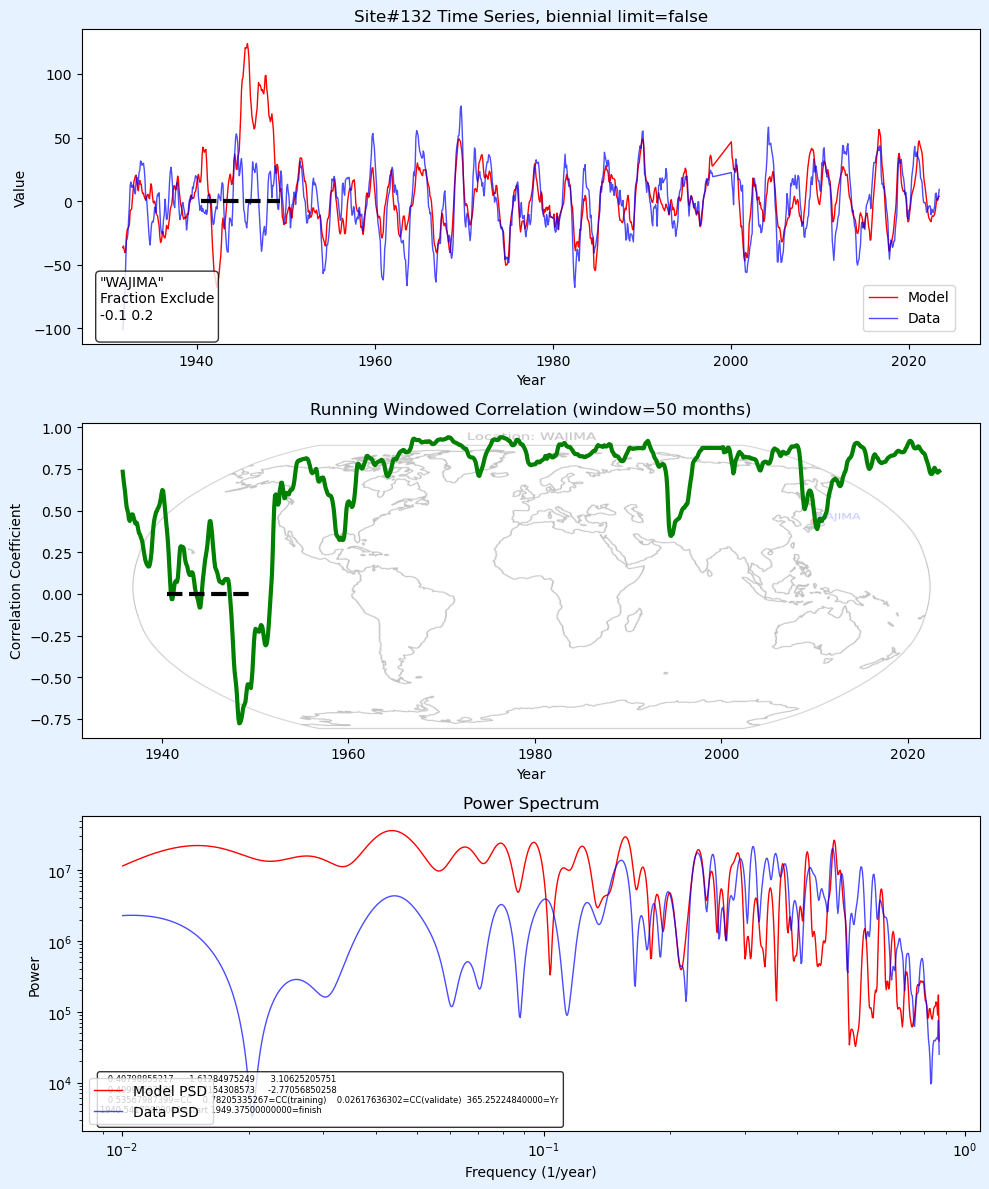 Site#132 Time Series, biennial limit=false
Value
100
50
0
−50
−100
"WAJIMA"
Fraction Exclude
-0.1 0.2
Model
Data
1940
1960
1980
2000
2020
Year
Running Windowed Correlation (window=50 months)
Location: WAJIMA
WAJIMA
Correlation Coefficient
1.00
0.75
0.50
0.25
0.00
−0.25
−0.50
−0.75
1940
1960
1980
2000
2020
Year
Power Spectrum
Power
10⁷
10⁶
10⁵
10⁴
3.10625205751
-2.77056850258
0.78205335267=CC(training) 0.02617636302=CC(validate) 365.25224840000=Yr
1949.37500000000=finish
Model PSD
Data PSD
10⁻²
10⁻¹
10⁰
Frequency (1/year)